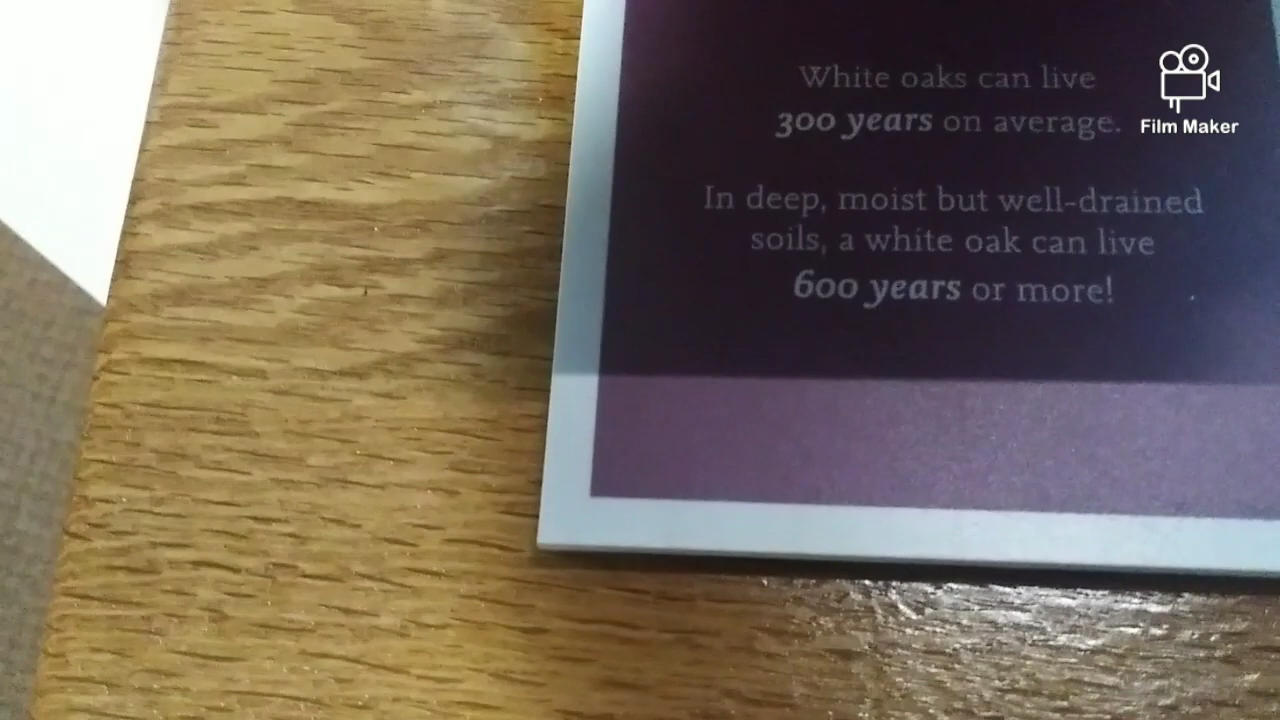 White oaks can live
300 years on average.
In deep, moist but well-drained
soils, a white oak can live
600 years or more!
Film Maker